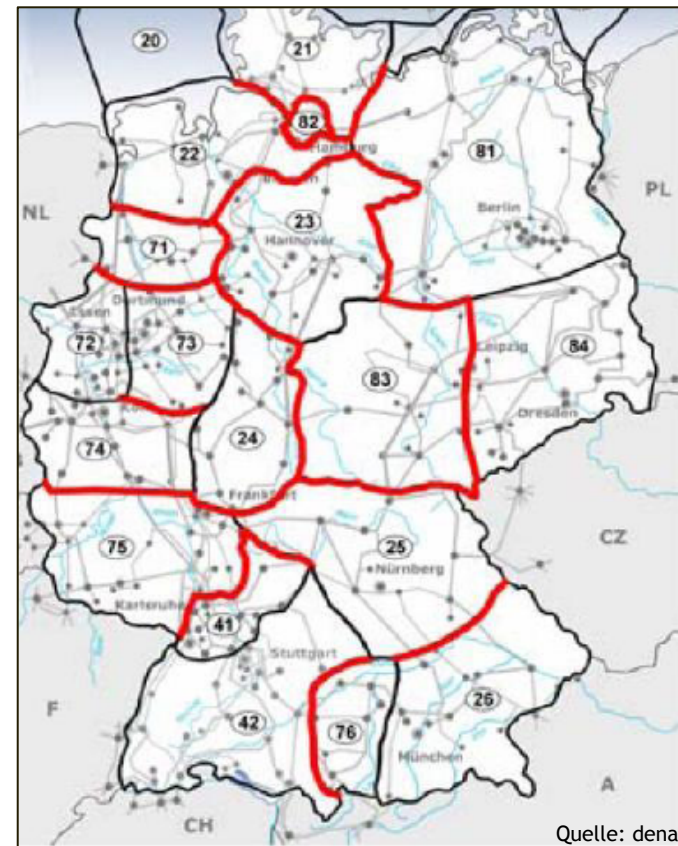 20
21
82
Hamburg
22
81
Berlin
PL
NL
23
Hannover
71
Dortmund
Essen
72
73
Leipzig
84
83
Dresden
74
24
Frankfurt
CZ
75
25
Nürnberg
Karlsruhe
41
Stuttgart
F
42
76
26
München
A
CH
Quelle: dena